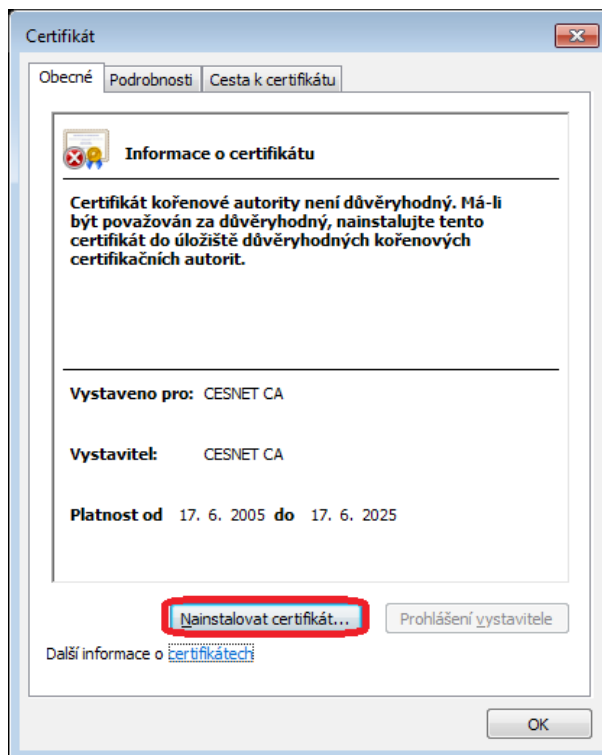 Certifikát
Obecné Podrobnosti Cesta k certifikátu
Informace o certifikátu
Certifikát kořenové autority není důvěryhodný. Má-li
být považován za důvěryhodný, nainstalujte tento
certifikát do úložiště důvěryhodných kořenových
certifikačních autorit.
Vystaveno pro: CESNET CA
Vystavitel: CESNET CA
Platnost od 17. 6. 2005 do 17. 6. 2025
Nainstalovat certifikát... Prohlášení vystavitele
Další informace o certifikátech
OK